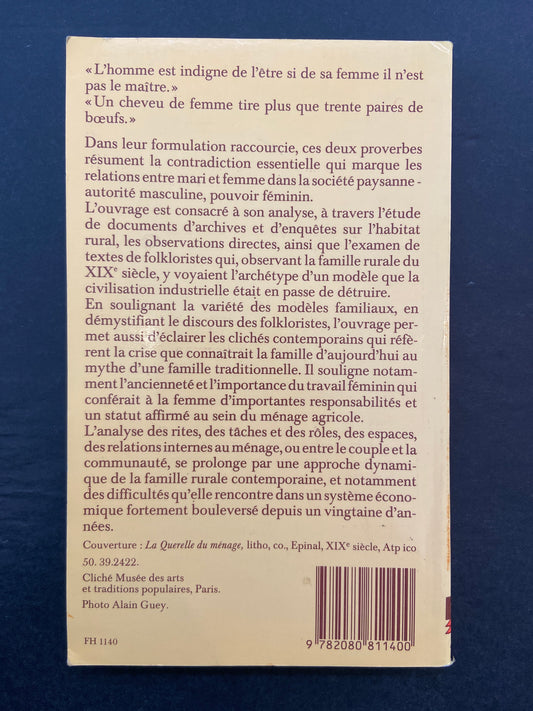 « L'homme est indigne de l'être si de sa femme il n'est
pas le maître. »
« Un cheveu de femme tire plus que trente paires de
bœufs. »
Dans leur formulation raccourcie, ces deux proverbes
résument la contradiction essentielle qui marque les
relations entre mari et femme dans la société paysanne -
autorité masculine, pouvoir féminin.
L'ouvrage est consacré à son analyse, à travers l'étude
de documents d'archives et d'enquêtes sur l'habitat
rural, les observations directes, ainsi que l'examen de
textes de folkloristes qui, observant la famille rurale du
XIXe siècle, y voyaient l'archétype d'un modèle que la
civilisation industrielle était en passe de détruire.
En soulignant la variété des modèles familiaux, en
démystifiant le discours des folkloristes, l'ouvrage per-
met aussi d'éclairer les clichés contemporains qui réfè-
rent la crise que connaîtrait la famille d'aujourd'hui au
mythe d'une famille traditionnelle. Il souligne notam-
ment l'ancienneté et l'importance du travail féminin qui
conférait à la femme d'importantes responsabilités et
un statut affirmé au sein du ménage agricole.
L'analyse des rites, des tâches et des rôles, des espaces,
des relations internes au ménage, ou entre le couple et la
communauté, se prolonge par une approche dynami-
que de la famille rurale contemporaine, et notamment
des difficultés qu'elle rencontre dans un système écono-
mique fortement bouleversé depuis un vingtaine d'an-
nées.
Couverture : La Querelle du ménage, litho, co., Epinal, XIXe siècle, Atp ico
50. 39.2422.
Cliché Musée des arts
et traditions populaires, Paris.
Photo Alain Guey.
FH 1140
9 782080 811400